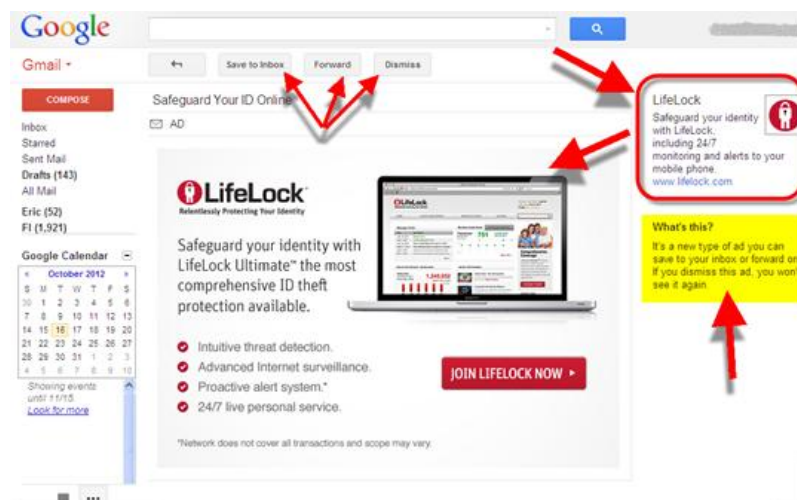 Google
Gmail
Save to Inbox
Forward
Dismiss
COMPOSE
Inbox
Starred
Sent Mail
Drafts (143)
All Mail
Eric (52)
FI (1,921)
Google Calendar
« October 2012 »
S M T W T F S
30 1 2 3 4 5 6
7 8 9 10 11 12 13
14 15 16 17 18 19 20
21 22 23 24 25 26 27
28 29 30 31 1 2 3
4 5 6 7 8 9 10
Showing events
until 11/15.
Look for more
Safeguard Your ID Online
AD
LifeLock
Relentlessly Protecting Your Identity
Safeguard your identity with
LifeLock Ultimate™ the most
comprehensive ID theft
protection available.
Intuitive threat detection.
Advanced Internet surveillance.
Proactive alert system.*
24/7 live personal service.
JOIN LIFELOCK NOW
*Network does not cover all transactions and scope may vary.
LifeLock
Safeguard your identity
with LifeLock.
including 24/7
monitoring and alerts to your
mobile phone.
www.lifelock.com
What's this?
It's a new type of ad you can
save to your inbox or forward on
If you dismiss this ad, you won'
see it again.